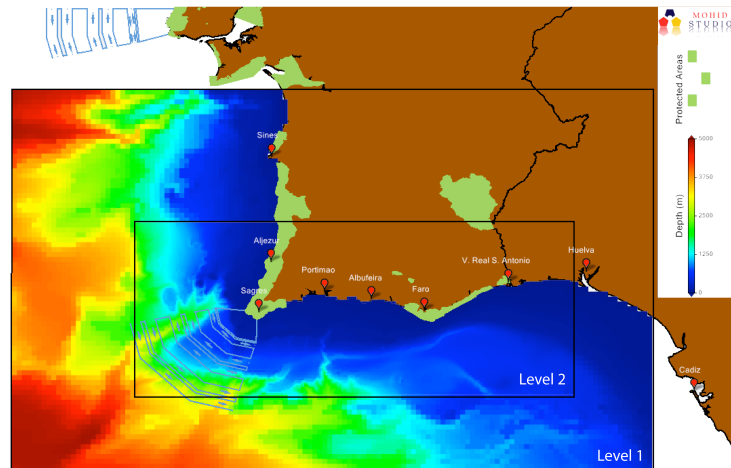 MOHID
STUDIO
Protected Areas
Depth (m)
5000
3750
2500
1250
0
Sines
Aljezur
Sagres
Portimao
Albufeira
Faro
V. Real S. Antonio
Huelva
Cadiz
Level 2
Level 1